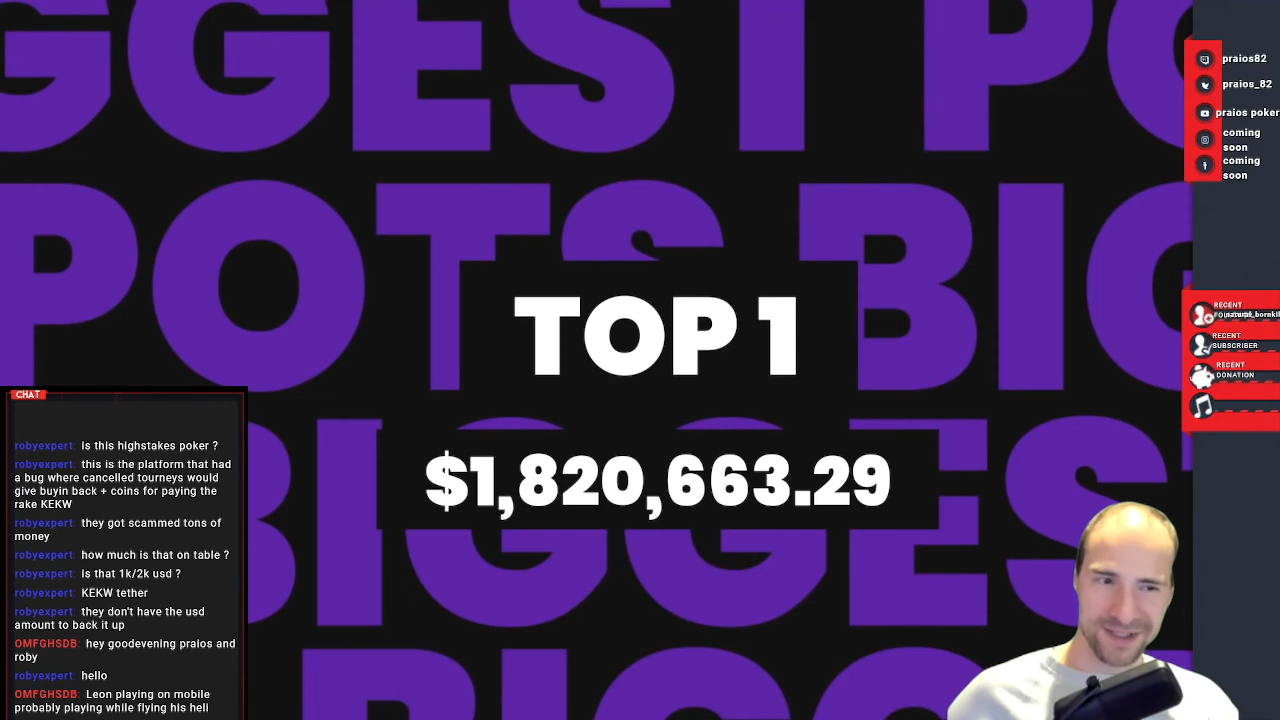 GGEST PO
POTS BIG
TOP 1
BIGGEST
$1,820,663.29
BIGGE
praios82
praios_82
praios poker
coming
soon
coming
soon
RECENT
RECENT
SUBSCRIBER
RECENT
DONATION
CHAT
robyexpert: is this highstakes poker ?
robyexpert: this is the platform that had
a bug where cancelled tourneys would
give buyin back + coins for paying the
rake KEKW
robyexpert: they got scammed tons of
money
robyexpert: how much is that on table ?
robyexpert: Is that 1k/2k usd ?
robyexpert: KEKW tether
robyexpert: they don't have the usd
amount to back it up
OMFGHSDB: hey goodevening praios and
roby
robyexpert: hello
OMFGHSDB: Leon playing on mobile
probably playing while flying his hell